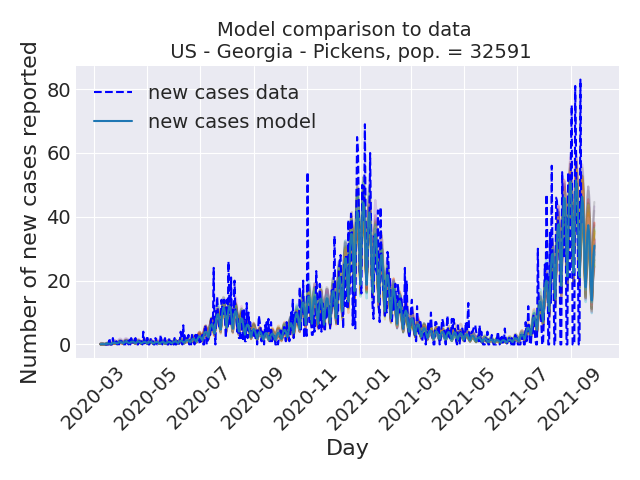 Model comparison to data
US - Georgia - Pickens, pop. = 32591
Number of new cases reported
80
60
40
20
0
new cases data
new cases model
2020-03
2020-05
2020-07
2020-09
2020-11
2021-01
2021-03
2021-05
2021-07
2021-09
Day